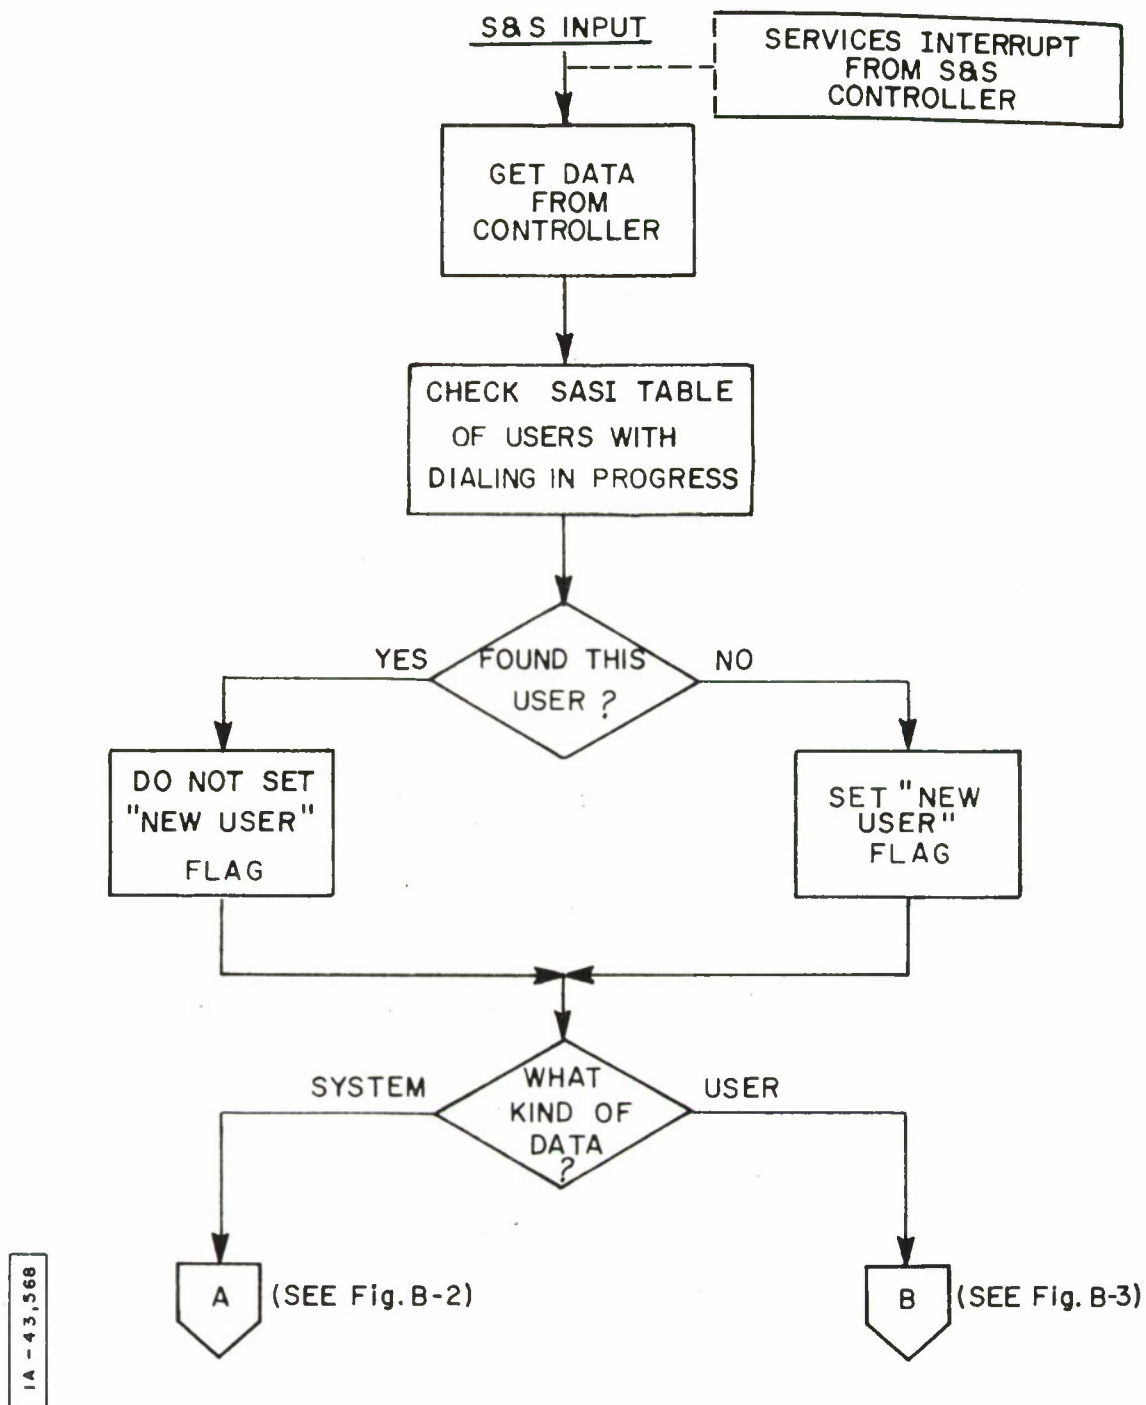 S&S INPUT
SERVICES INTERRUPT
FROM S&S
CONTROLLER
GET DATA
FROM
CONTROLLER
CHECK SASI TABLE
OF USERS WITH
DIALING IN PROGRESS
YES
FOUND THIS
USER ?
NO
DO NOT SET
"NEW USER"
FLAG
SET "NEW
USER"
FLAG
SYSTEM
WHAT
KIND OF
DATA
?
USER
A
(SEE Fig. B-2)
B
(SEE Fig. B-3)
IA - 43,568